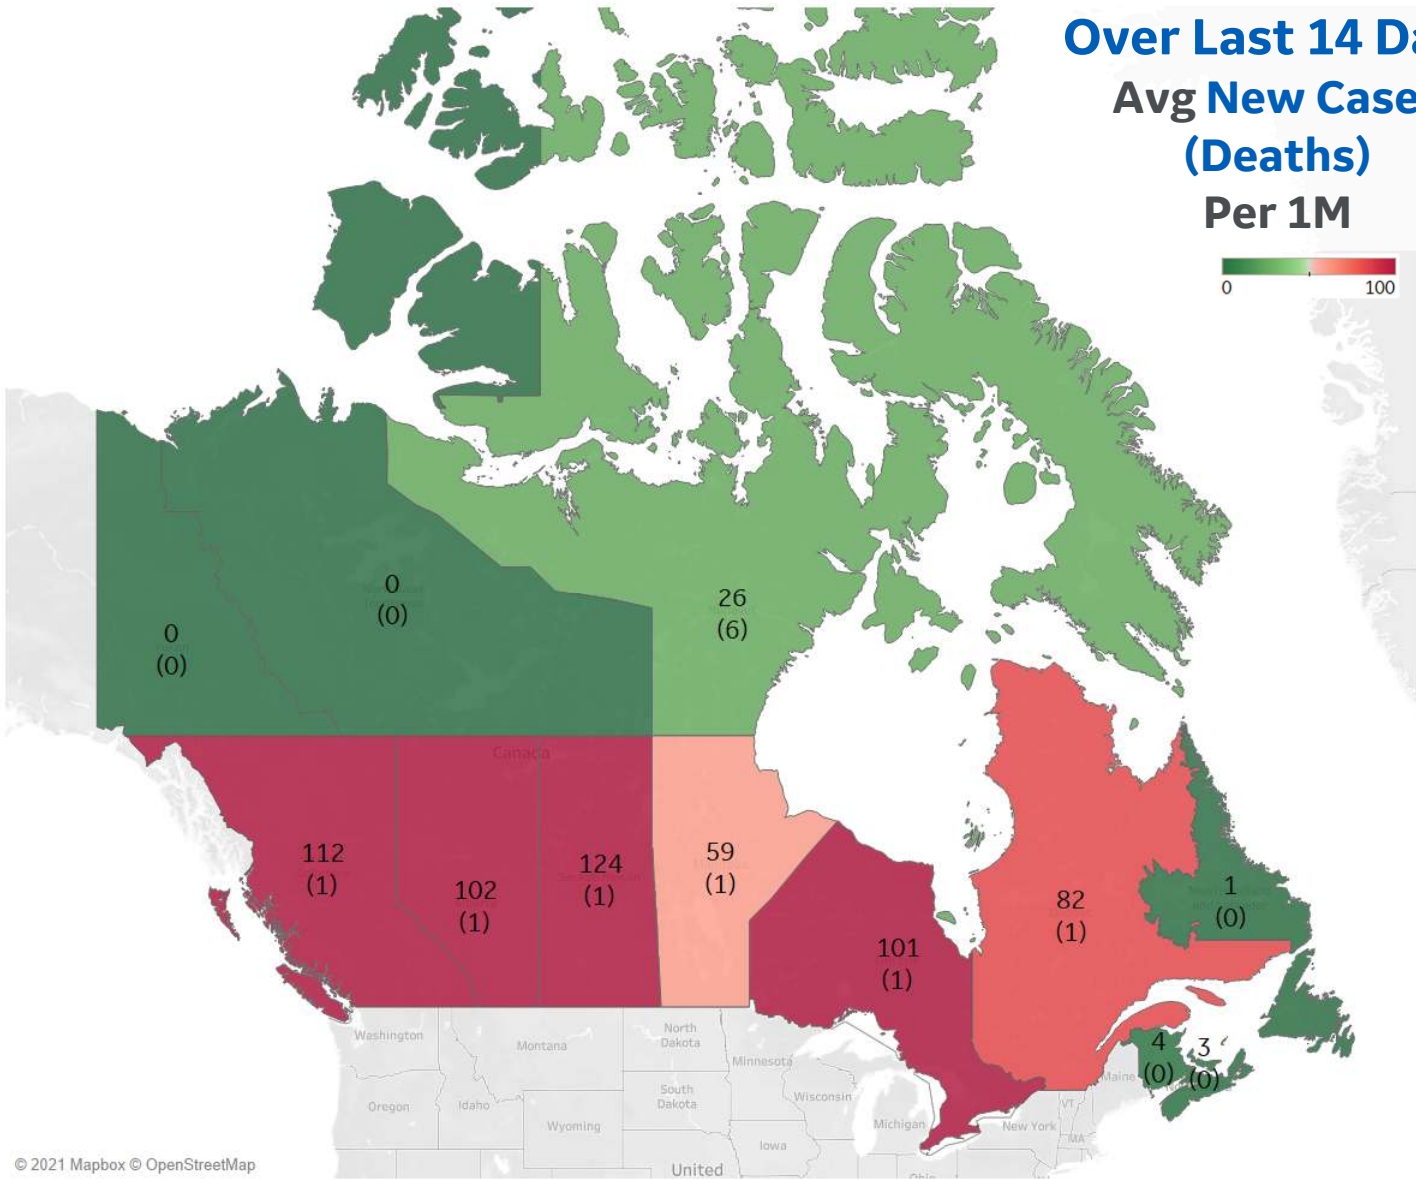 Over Last 14 Da
Avg New Case
(Deaths)
Per 1M
0
100
0
(0)
0
(0)
26
(6)
Canada
112
(1)
102
(1)
124
(1)
59
(1)
101
(1)
82
(1)
1
(0)
4
(0)
3
(0)
Washington
Montana
North
Dakota
Minnesota
Oregon
Idaho
Wyoming
South
Dakota
Wisconsin
Michigan
Iowa
Maine
VT
New York
MA
United
Ohio
© 2021 Mapbox © OpenStreetMap